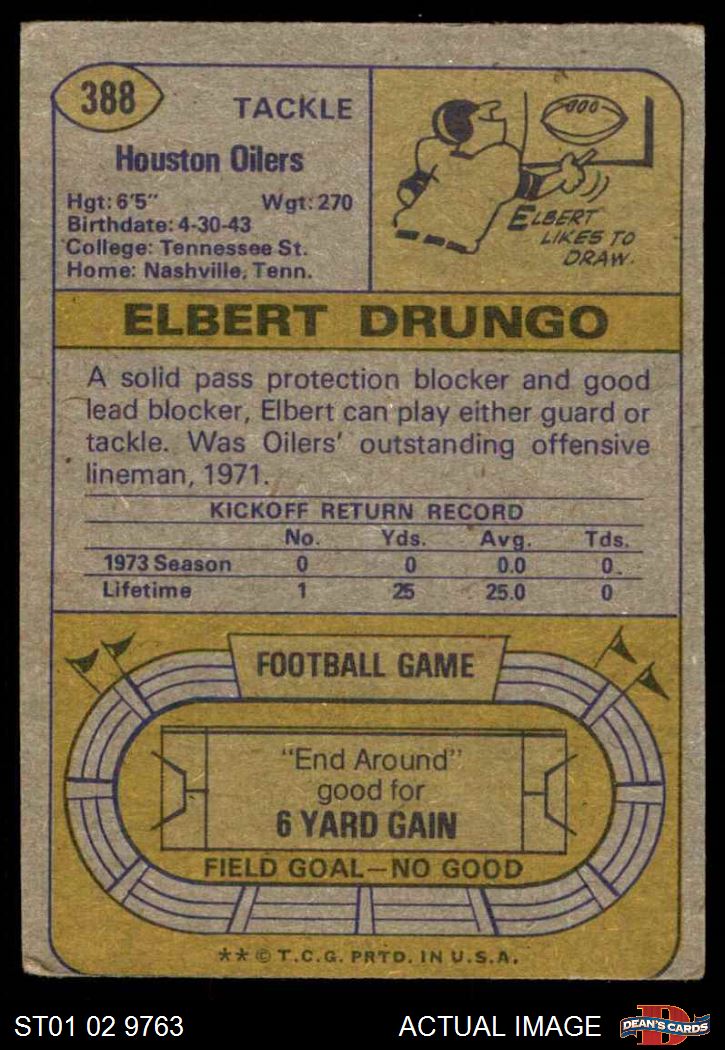 388
TACKLE
Houston Oilers
Hgt: 6'5" Wgt: 270
Birthdate: 4-30-43
College: Tennessee St.
Home: Nashville, Tenn.
ELBERT
LIKES TO
DRAW.
ELBERT DRUNGO
A solid pass protection blocker and good
lead blocker, Elbert can play either guard or
tackle. Was Oilers' outstanding offensive
lineman, 1971.
KICKOFF RETURN RECORD
No. Yds. Avg. Tds.
1973 Season 0 0 0.0 0
Lifetime 1 25 25.0 0
FOOTBALL GAME
"End Around"
good for
6 YARD GAIN
FIELD GOAL—NO GOOD
** © T.C.G. PRTD. IN U.S.A.
ST01 02 9763 ACTUAL IMAGE
D
DEAN'S CARDS